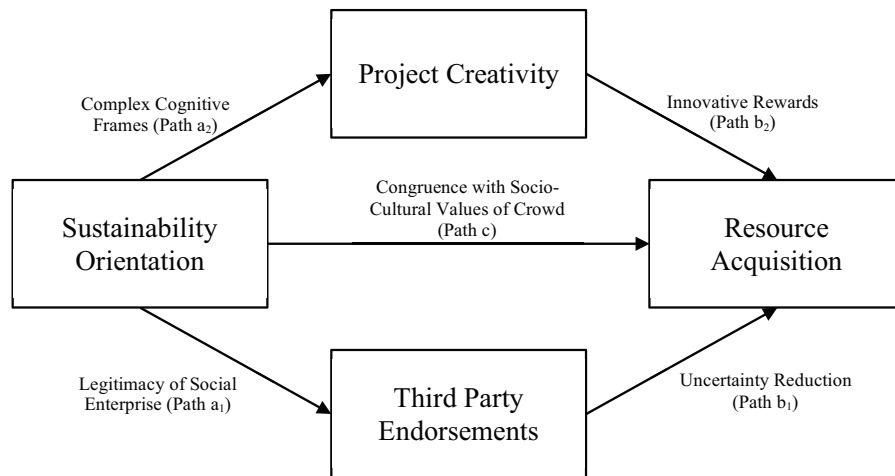 Project Creativity
Complex Cognitive
Frames (Path a₂)
Innovative Rewards
(Path b₂)
Congruence with Socio-
Cultural Values of Crowd
(Path c)
Sustainability
Orientation
Resource
Acquisition
Legitimacy of Social
Enterprise (Path a₁)
Uncertainty Reduction
(Path b₁)
Third Party
Endorsements